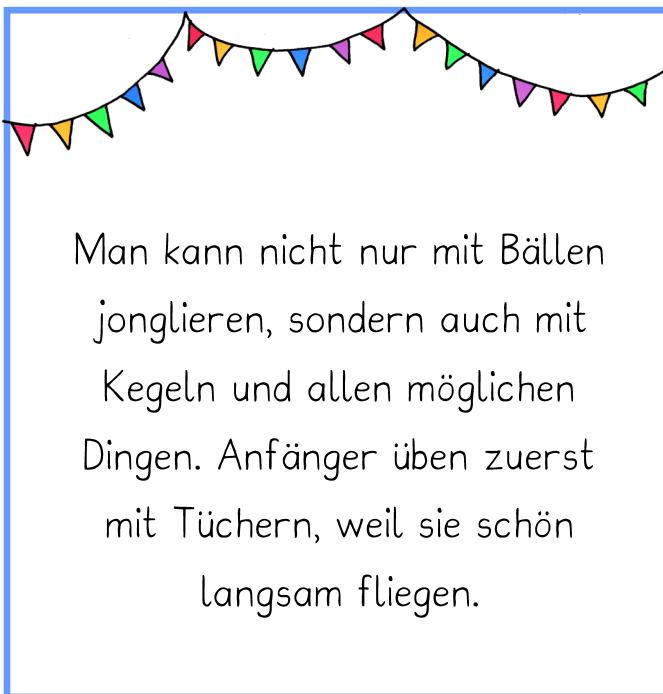 Man kann nicht nur mit Bällen
jonglieren, sondern auch mit
Kegeln und allen möglichen
Dingen. Anfänger üben zuerst
mit Tüchern, weil sie schön
langsam fliegen.